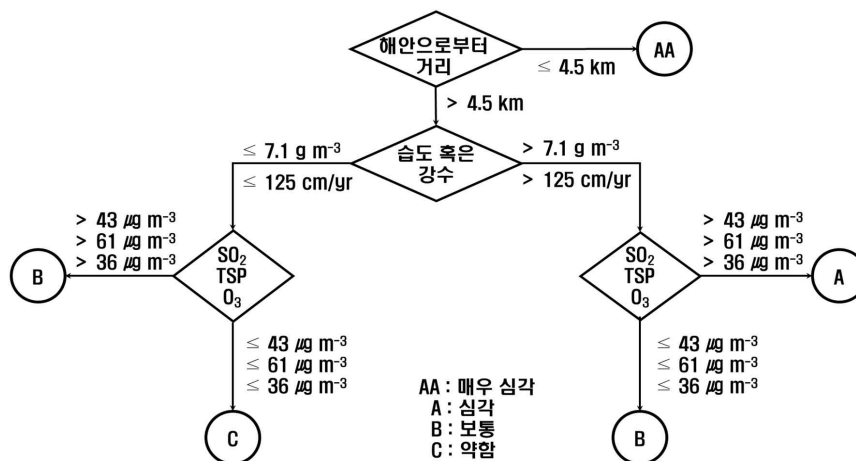 해안으로부터
거리
AA
≤ 4.5 km
> 4.5 km
습도 혹은
강수
≤ 7.1 g m⁻³
≤ 125 cm/yr
> 7.1 g m⁻³
> 125 cm/yr
> 43 ㎍ m⁻³
> 61 ㎍ m⁻³
> 36 ㎍ m⁻³
B
SO₂
TSP
O₃
> 43 ㎍ m⁻³
> 61 ㎍ m⁻³
> 36 ㎍ m⁻³
SO₂
TSP
O₃
A
≤ 43 ㎍ m⁻³
≤ 61 ㎍ m⁻³
≤ 36 ㎍ m⁻³
C
≤ 43 ㎍ m⁻³
≤ 61 ㎍ m⁻³
≤ 36 ㎍ m⁻³
B
AA : 매우 심각
A : 심각
B : 보통
C : 약함